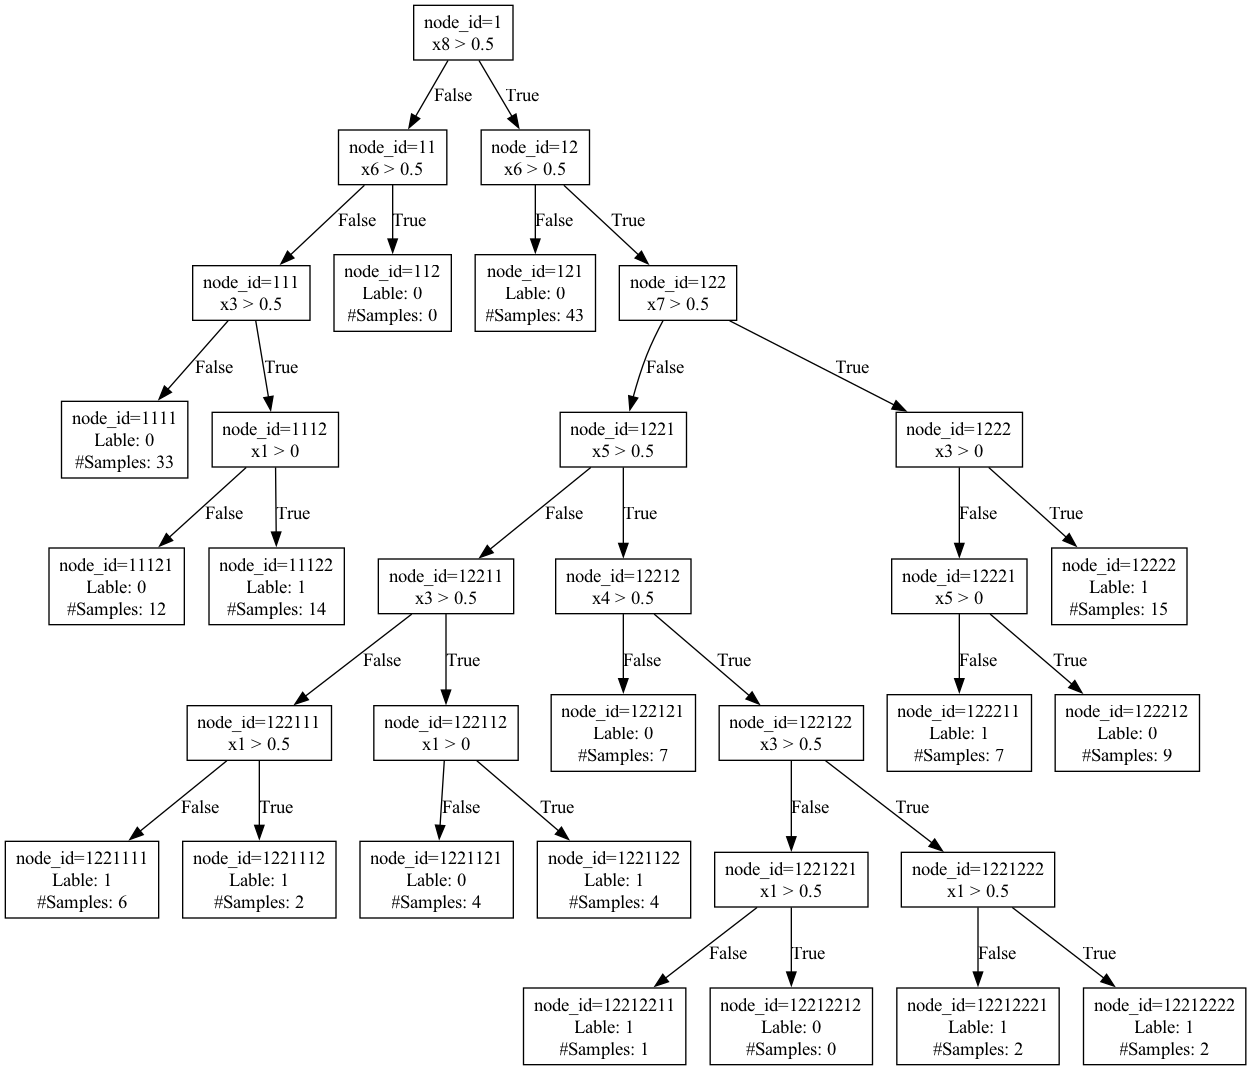 node_id=1
x8 > 0.5
False
True
node_id=11
x6 > 0.5
node_id=12
x6 > 0.5
False
True
False
True
node_id=111
x3 > 0.5
node_id=112
Lable: 0
#Samples: 0
node_id=121
Lable: 0
#Samples: 43
node_id=122
x7 > 0.5
False
True
False
True
node_id=1111
Lable: 0
#Samples: 33
node_id=1112
x1 > 0
node_id=1221
x5 > 0.5
node_id=1222
x3 > 0
False
True
False
True
False
True
node_id=11121
Lable: 0
#Samples: 12
node_id=11122
Lable: 1
#Samples: 14
node_id=12211
x3 > 0.5
node_id=12212
x4 > 0.5
node_id=12221
x5 > 0
node_id=12222
Lable: 1
#Samples: 15
False
True
False
True
False
True
node_id=122111
x1 > 0.5
node_id=122112
x1 > 0
node_id=122121
Lable: 0
#Samples: 7
node_id=122122
x3 > 0.5
node_id=122211
Lable: 1
#Samples: 7
node_id=122212
Lable: 0
#Samples: 9
False
True
False
True
False
True
node_id=1221111
Lable: 1
#Samples: 6
node_id=1221112
Lable: 1
#Samples: 2
node_id=1221121
Lable: 0
#Samples: 4
node_id=1221122
Lable: 1
#Samples: 4
node_id=1221221
x1 > 0.5
node_id=1221222
x1 > 0.5
False
True
False
True
node_id=12212211
Lable: 1
#Samples: 1
node_id=12212212
Lable: 0
#Samples: 0
node_id=12212221
Lable: 1
#Samples: 2
node_id=12212222
Lable: 1
#Samples: 2